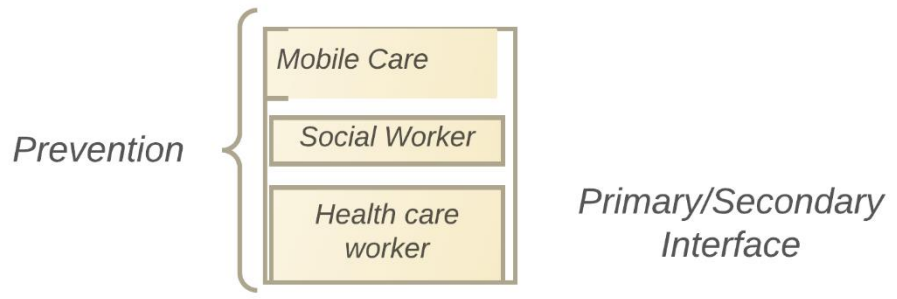 Mobile Care
Social Worker
Prevention
Health care
worker
Primary/Secondary
Interface